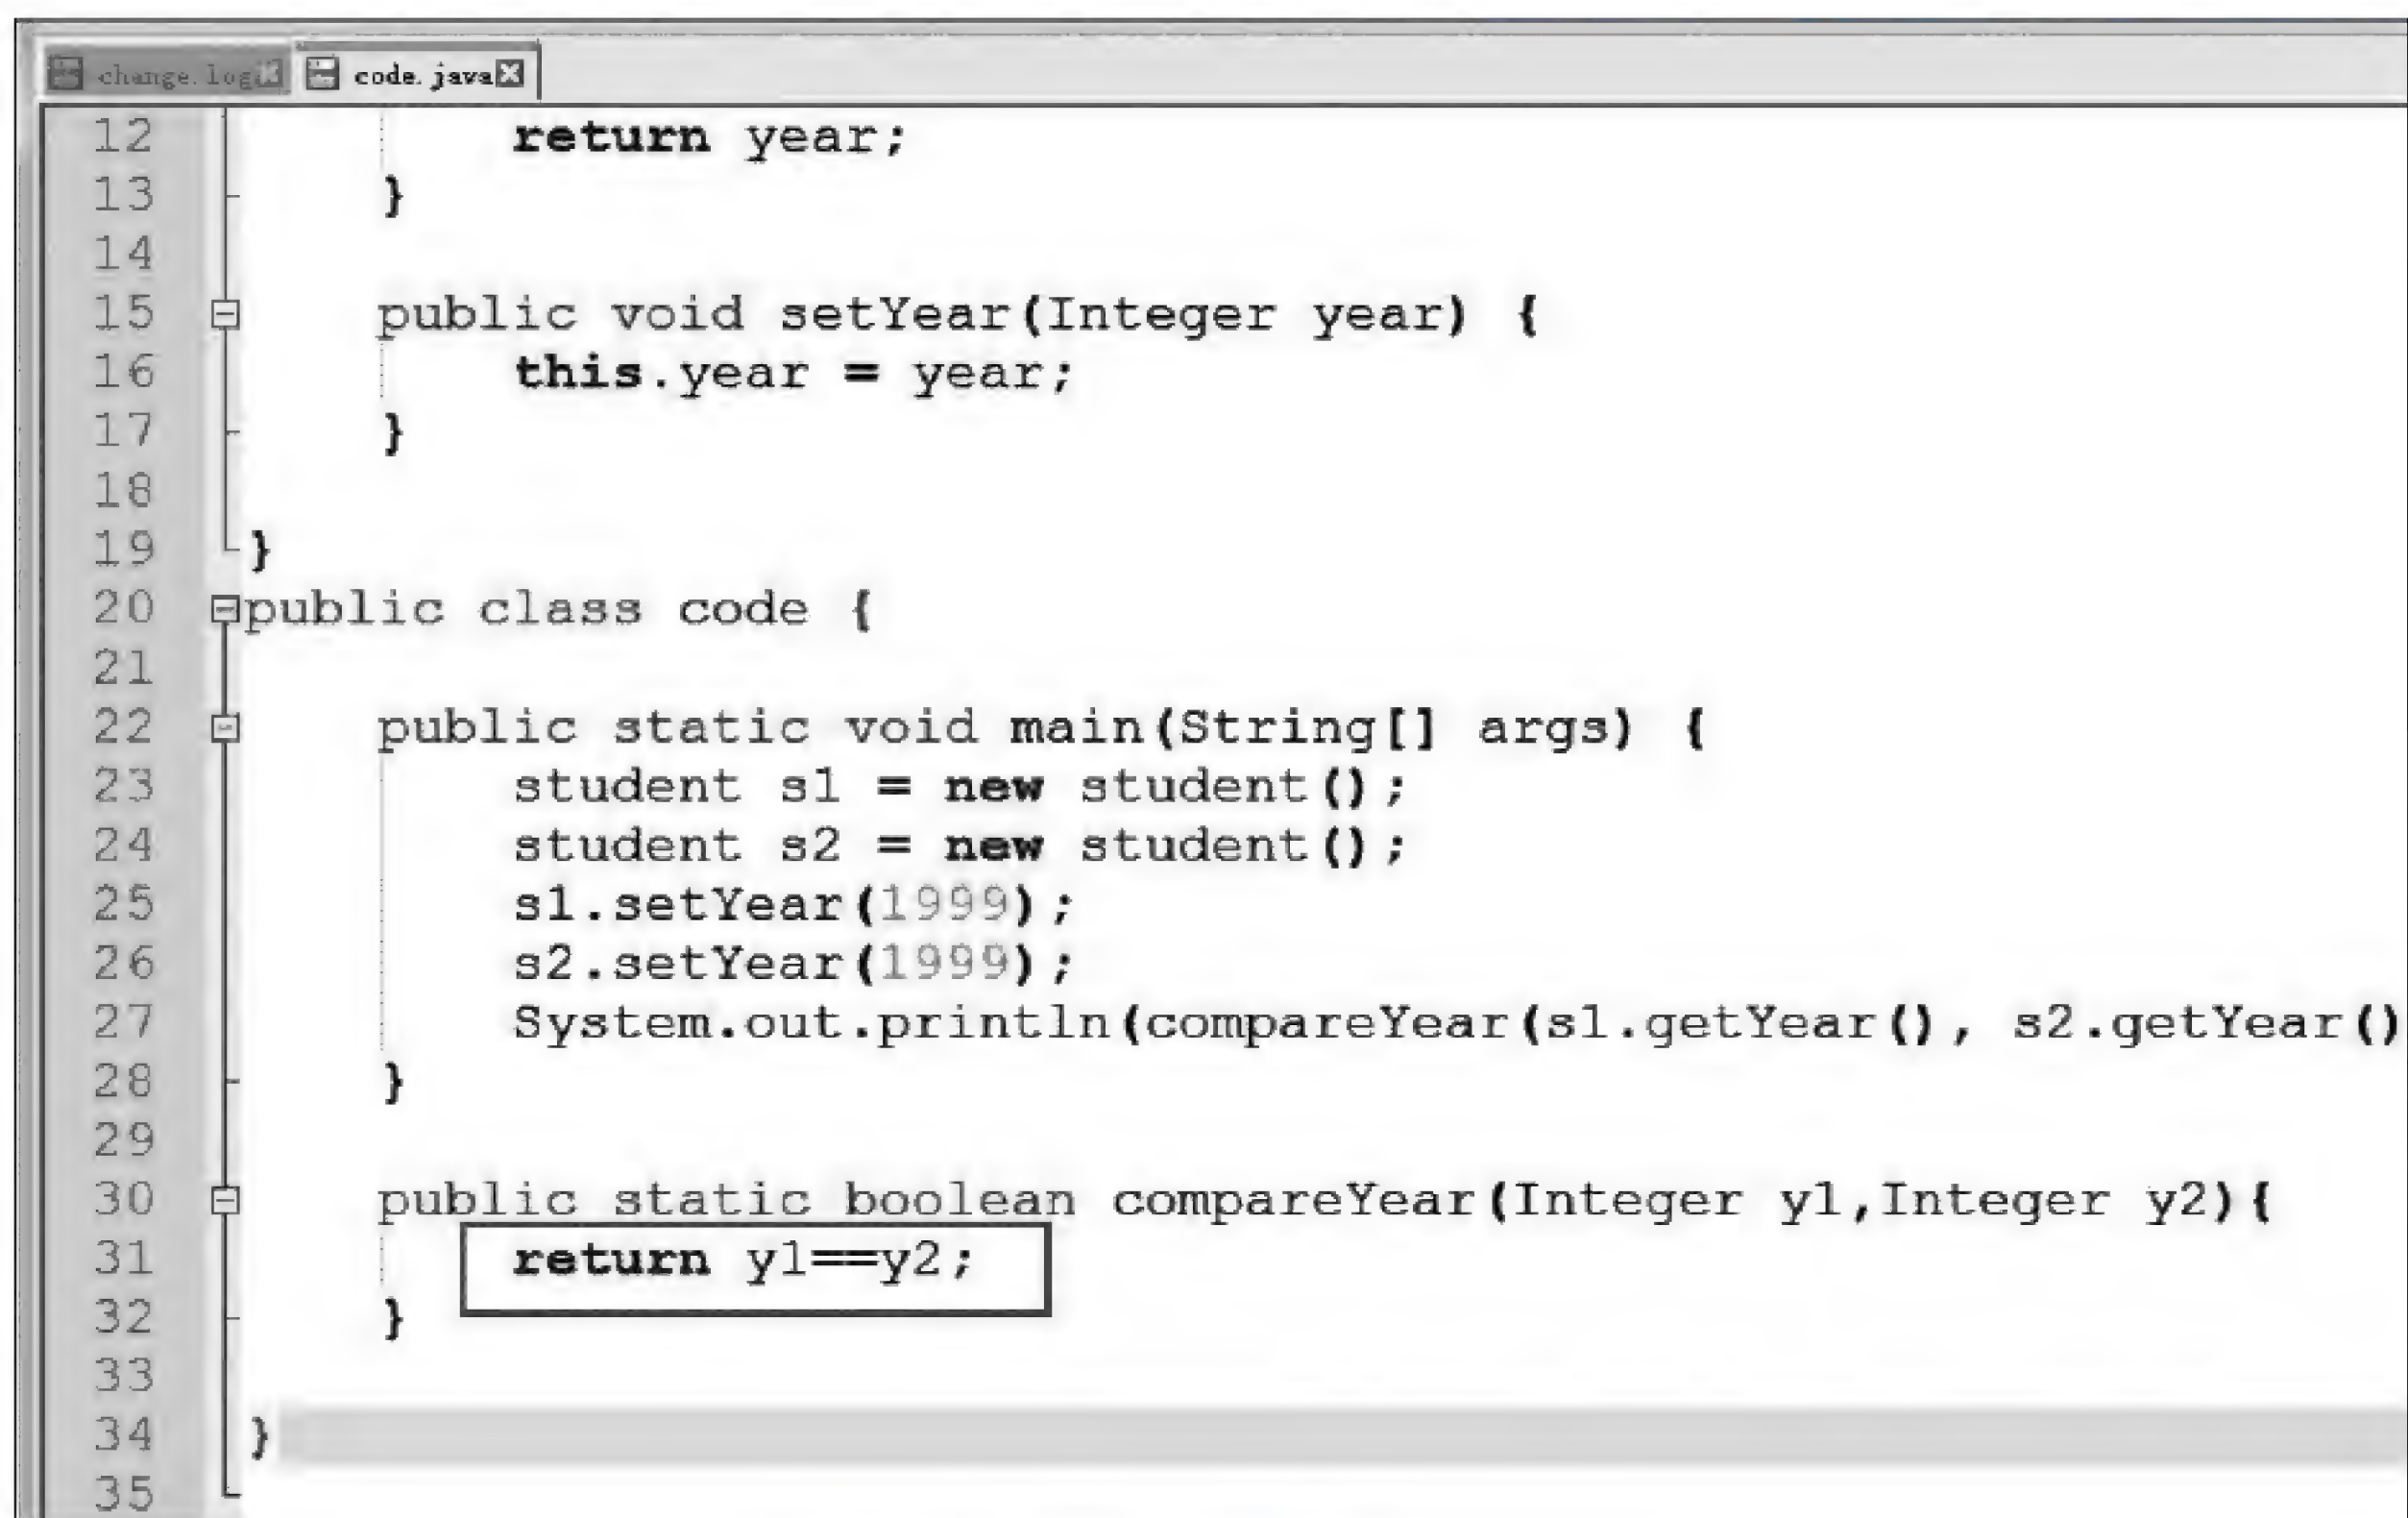 change.log code.java
12 return year;
13 }
14
15 public void setYear(Integer year) {
16 this.year = year;
17 }
18
19 }
20 public class code {
21
22 public static void main(String[] args) {
23 student s1 = new student();
24 student s2 = new student();
25 s1.setYear(1999);
26 s2.setYear(1999);
27 System.out.println(compareYear(s1.getYear(), s2.getYear()
28 }
29
30 public static boolean compareYear(Integer y1,Integer y2){
31 return y1==y2;
32 }
33
34 }
35